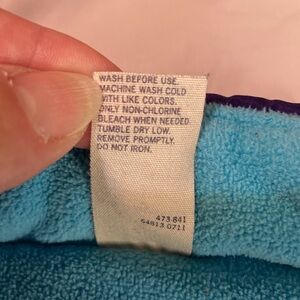 WASH BEFORE USE.
MACHINE WASH COLD
WITH LIKE COLORS.
ONLY NON-CHLORINE
BLEACH WHEN NEEDED.
TUMBLE DRY LOW.
REMOVE PROMPTLY.
DO NOT IRON.
473-841
64813 0711